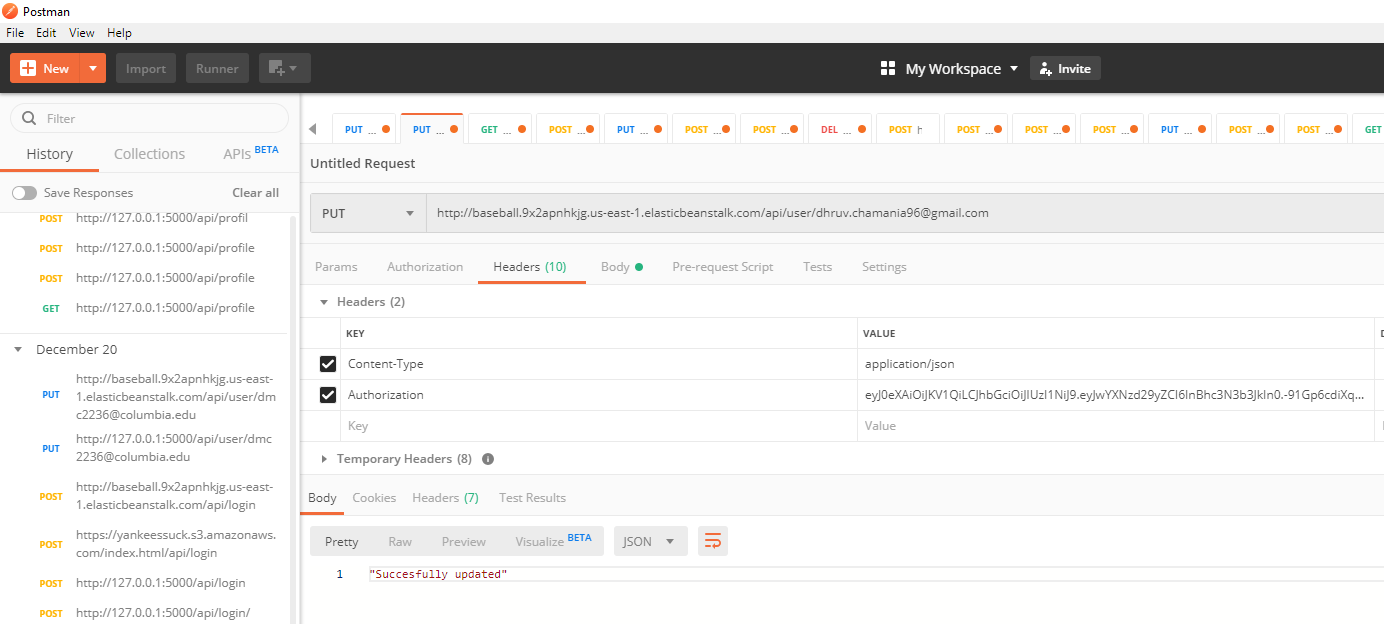 Postman
File Edit View Help
New Import Runner My Workspace Invite
Filter
History Collections APIs BETA
Save Responses Clear all
POST http://127.0.0.1:5000/api/profil
POST http://127.0.0.1:5000/api/profile
POST http://127.0.0.1:5000/api/profile
GET http://127.0.0.1:5000/api/profile
December 20
PUT http://baseball.9x2apnhkjg.us-east-
1.elasticbeanstalk.com/api/user/dm
c2236@columbia.edu
PUT http://127.0.0.1:5000/api/user/dmc
2236@columbia.edu
POST http://baseball.9x2apnhkjg.us-east-
1.elasticbeanstalk.com/api/login
POST https://yankeessuck.s3.amazonaws.
com/index.html/api/login
POST http://127.0.0.1:5000/api/login
POST http://127.0.0.1:5000/api/login/
PUT ... PUT ... GET ... POST ... PUT ... POST ... POST ... DEL ... POST POST ... POST ... POST ... PUT ... POST ... POST ... GET
Untitled Request
PUT http://baseball.9x2apnhkjg.us-east-1.elasticbeanstalk.com/api/user/dhruv.chamania96@gmail.com
Params Authorization Headers (10) Body Pre-request Script Tests Settings
Headers (2)
KEY VALUE
Content-Type application/json
Authorization eyJ0eXAiOiJKV1QiLCJhbGciOiJIUzI1NiJ9.eyJwYXNzd29yZCI6InBhc3N3b3JkIn0.-91Gp6cdiXq...
Key Value
Temporary Headers (8)
Body Cookies Headers (7) Test Results
Pretty Raw Preview Visualize BETA JSON
1 "Succesfully updated"